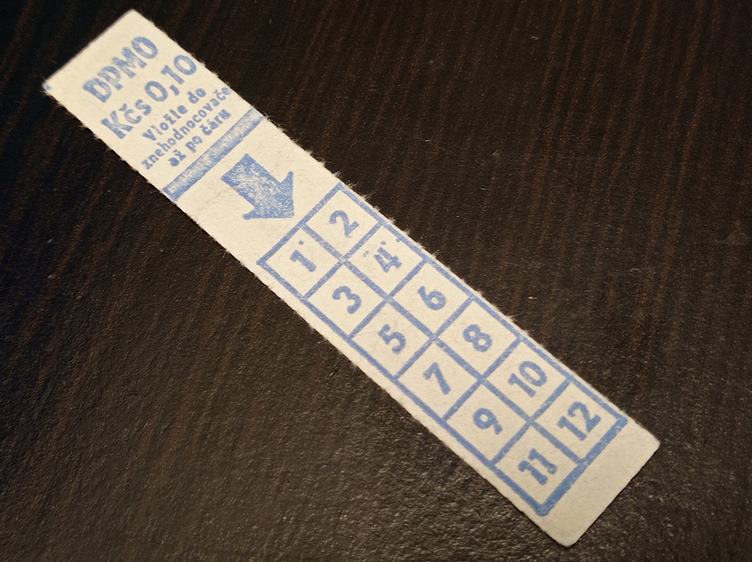 DPMO
Kčs 0,10
Vložte do
znehodnocovače
až po čáru
1 2
3 4
5 6
7 8
9 10
11 12